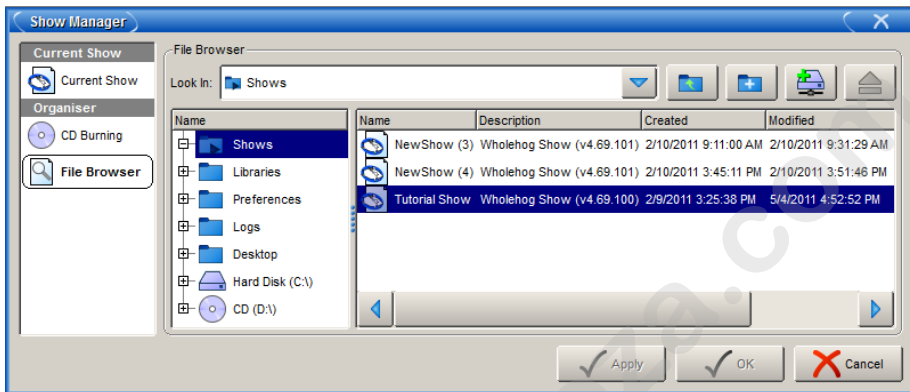 Show Manager
Current Show
Current Show
Organiser
CD Burning
File Browser
File Browser
Look In: Shows
Name
Shows
Libraries
Preferences
Logs
Desktop
Hard Disk (C:\)
CD (D:\)
Name Description Created Modified
NewShow (3) Wholehog Show (v4.69.101) 2/10/2011 9:11:00 AM 2/10/2011 9:31:29 AM
NewShow (4) Wholehog Show (v4.69.101) 2/10/2011 3:45:11 PM 2/10/2011 3:51:46 PM
Tutorial Show Wholehog Show (v4.69.100) 2/9/2011 3:25:38 PM 5/4/2011 4:52:52 PM
Apply OK Cancel